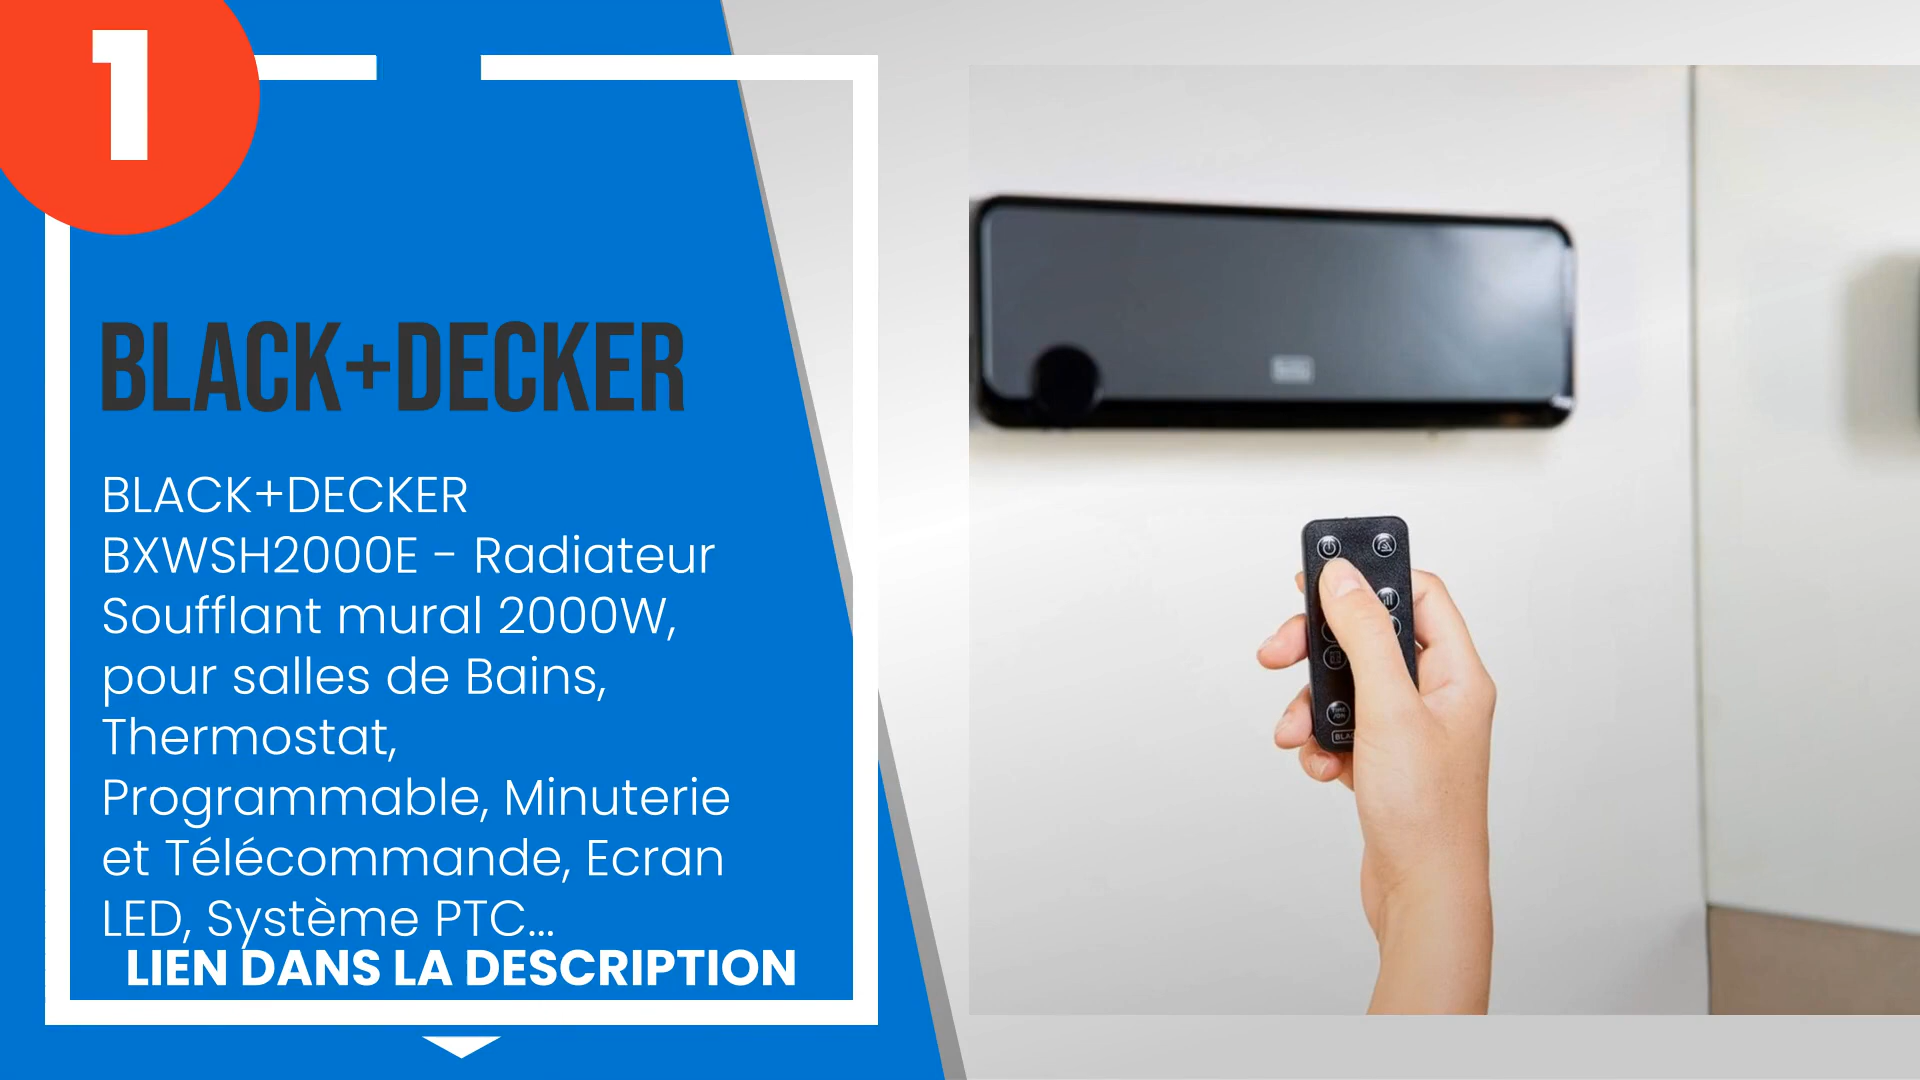 1
BLACK+DECKER
BLACK+DECKER
BXWSH2000E - Radiateur
Soufflant mural 2000W,
pour salles de Bains,
Thermostat,
Programmable, Minuterie
et Télécommande, Ecran
LED, Système PTC...
LIEN DANS LA DESCRIPTION